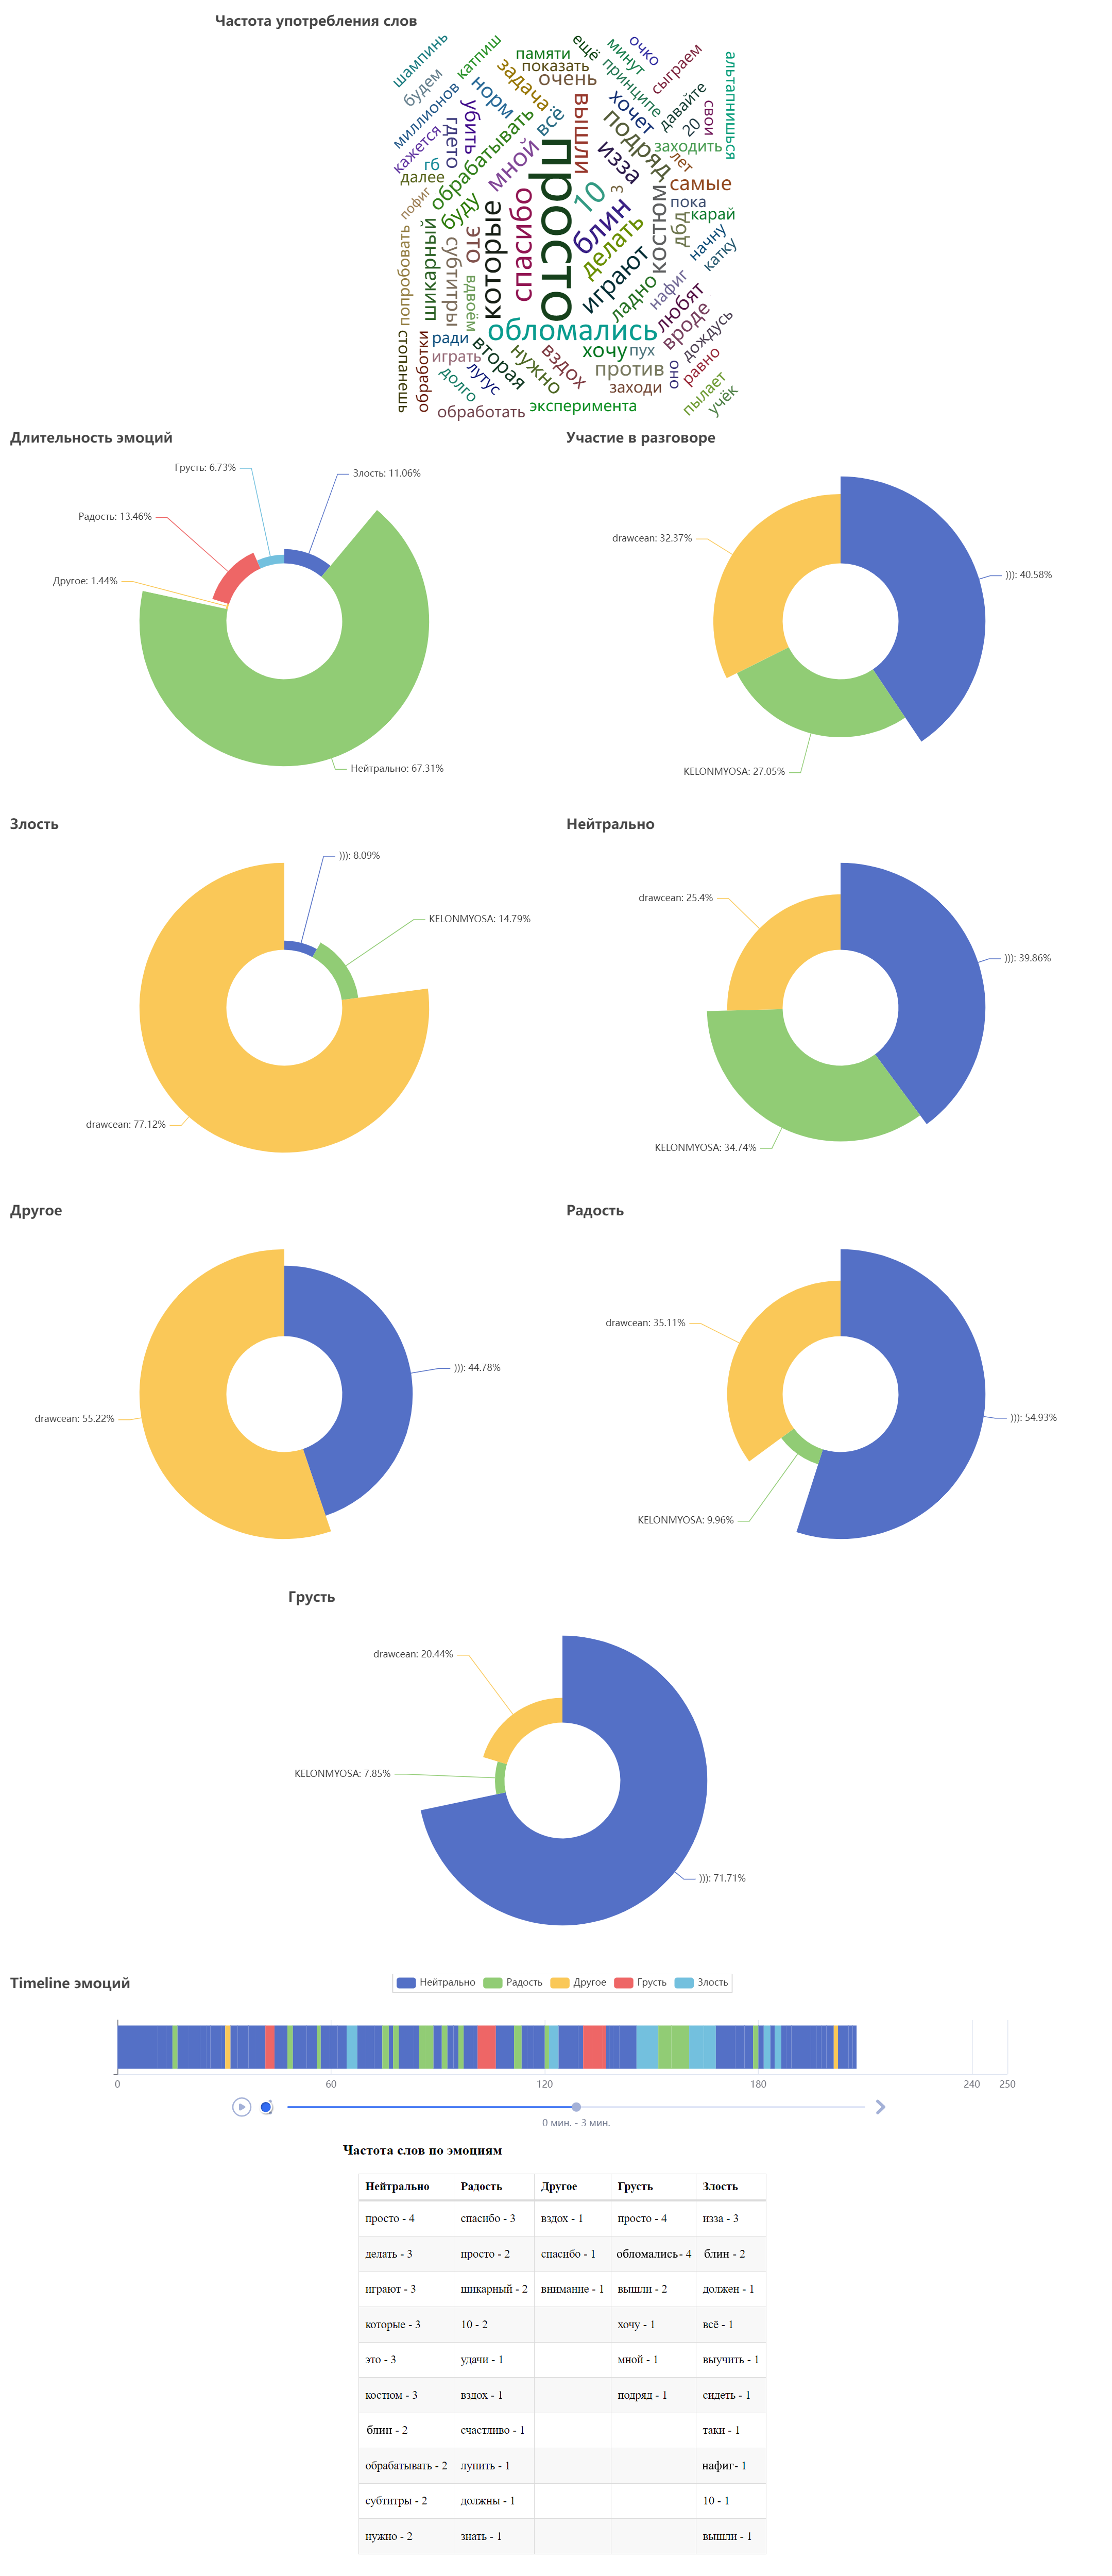 Частота употребления слов
шампинь
будем
миллионов
кажется
катпиш
норм
убить
гдето
гб
далее
пофиг
обрабатывать
буду
мной
памяти
показать
очень
задача
всё
ещё
минут
очко
сыграем
принципе
хочет
давайте
20
свои
альтапнишься
вышли
подряд
изза
заходить
лет
самые
пока
карай
просто
10
3
блин
делать
играют
костюм
дбд
начну
катку
попробовать
шикарный
субтитры
это
вдвоём
которые
спасибо
ладно
нафиг
любят
вроде
дождусь
обломались
стопанешь
обработки
ради
играть
долго
лутус
вторая
нужно
вздох
хочу
пух
против
заходи
оно
равно
пылает
учёк
обработать
эксперимента
Длительность эмоций
Участие в разговоре
Грусть: 6.73%
Злость: 11.06%
Радость: 13.46%
Другое: 1.44%
Нейтрально: 67.31%
drawcean: 32.37%
))): 40.58%
KELONMYOSA: 27.05%
Злость
Нейтрально
))): 8.09%
KELONMYOSA: 14.79%
drawcean: 77.12%
drawcean: 25.4%
))): 39.86%
KELONMYOSA: 34.74%
Другое
Радость
))): 44.78%
drawcean: 55.22%
drawcean: 35.11%
))): 54.93%
KELONMYOSA: 9.96%
Грусть
drawcean: 20.44%
KELONMYOSA: 7.85%
))): 71.71%
Timeline эмоций
Нейтрально Радость Другое Грусть Злость
0 60 120 180 240 250
0 мин. - 3 мин.
Частота слов по эмоциям
Нейтрально Радость Другое Грусть Злость
просто - 4 спасибо - 3 вздох - 1 просто - 4 изза - 3
делать - 3 просто - 2 спасибо - 1 обломались- 4 блин - 2
играют - 3 шикарный - 2 внимание - 1 вышли - 2 должен - 1
которые - 3 10 - 2 хочу - 1 всё - 1
это - 3 удачи - 1 мной - 1 выучить - 1
костюм - 3 вздох - 1 подряд - 1 сидеть - 1
блин - 2 счастливо - 1 таки - 1
обрабатывать - 2 лупить - 1 нафиг- 1
субтитры - 2 должны - 1 10 - 1
нужно - 2 знать - 1 вышли - 1